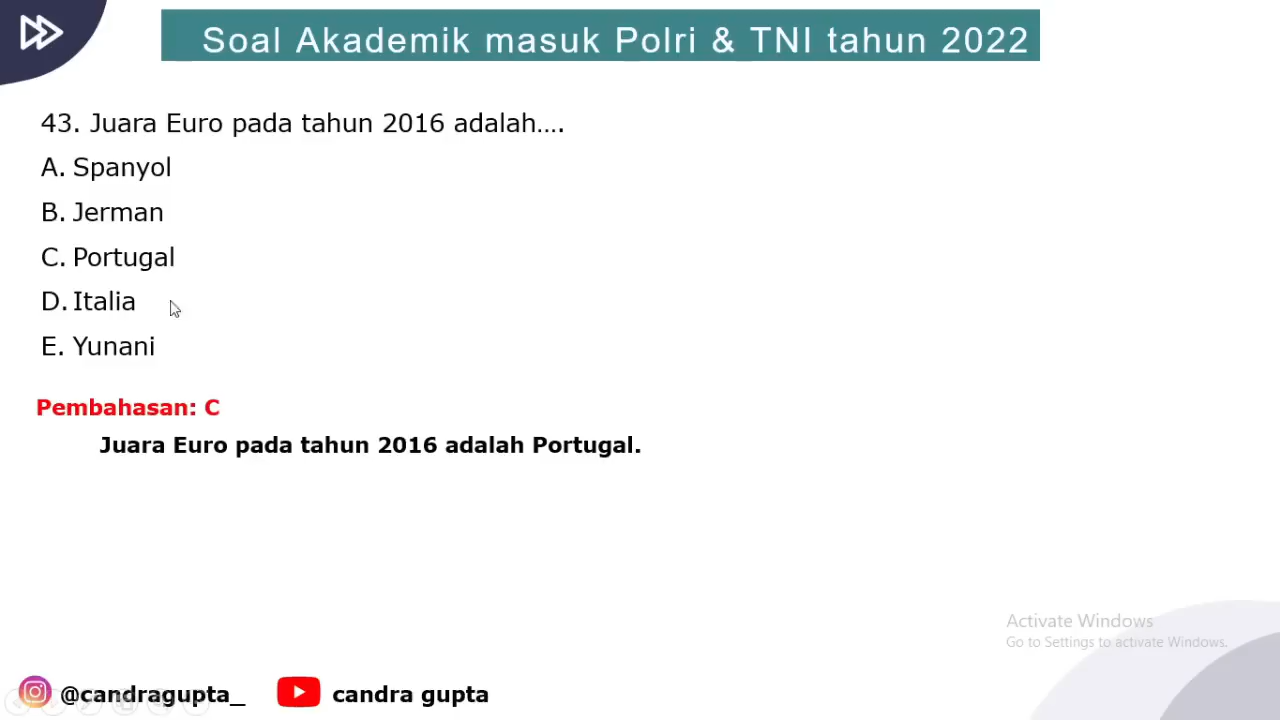 Soal Akademik masuk Polri & TNI tahun 2022
43. Juara Euro pada tahun 2016 adalah....
A. Spanyol
B. Jerman
C. Portugal
D. Italia
E. Yunani
Pembahasan: C
Juara Euro pada tahun 2016 adalah Portugal.
Activate Windows
Go to Settings to activate Windows.
@candragupta_ candra gupta